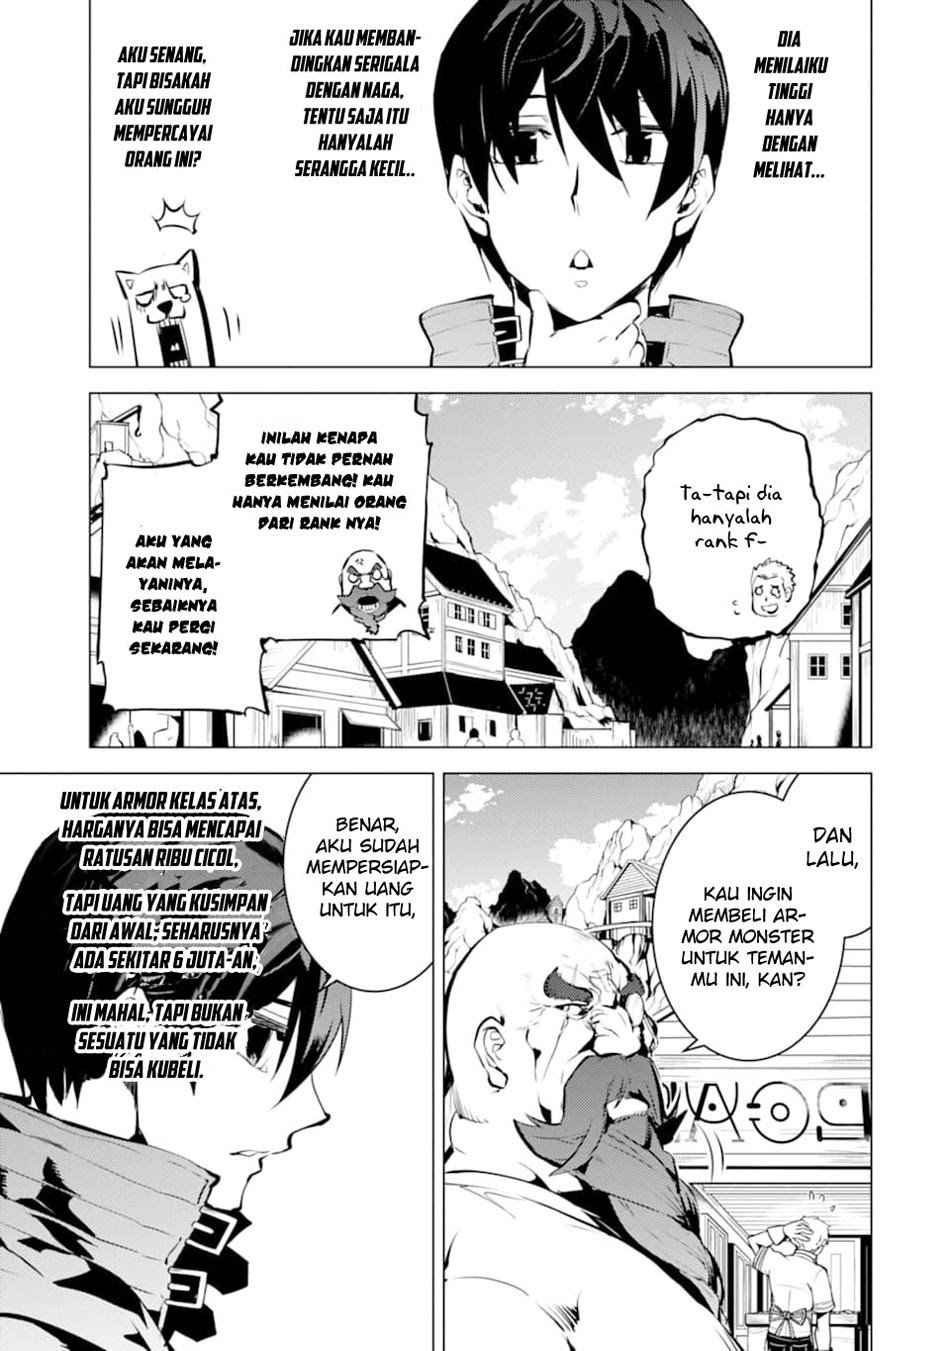 DIA
MENILAIKU
TINGGI
HANYA
DENGAN
MELIHAT...
JIKA KAU MEMBAN-
DINGKAN SERIGALA
DENGAN NAGA,
TENTU SAJA ITU
HANYALAH
SERANGGA KECIL..
AKU SENANG,
TAPI BISAKAH
AKU SUNGGUH
MEMPERCAYAI
ORANG INI?
Ta-tapi dia
hanyalah
rank f-
INILAH KENAPA
KAU TIDAK PERNAH
BERKEMBANG! KAU
HANYA MENILAI ORANG
DARI RANK NYA!
AKU YANG
AKAN MELA-
YANINYA,
SEBAIKNYA
KAU PERGI
SEKARANG!
DAN
LALU,
KAU INGIN
MEMBELI AR-
MOR MONSTER
UNTUK TEMAN-
MU INI, KAN?
BENAR,
AKU SUDAH
MEMPERSIAP-
KAN UANG
UNTUK ITU,
UNTUK ARMOR KELAS ATAS,
HARGANYA BISA MENCAPAI
RATUSAN RIBU CICOL,
TAPI UANG YANG KUSIMPAN
DARI AWAL; SEHARUSNYA
ADA SEKITAR 6 JUTA-AN,
INI MAHAL, TAPI BUKAN
SESUATU YANG TIDAK
BISA KUBELI.